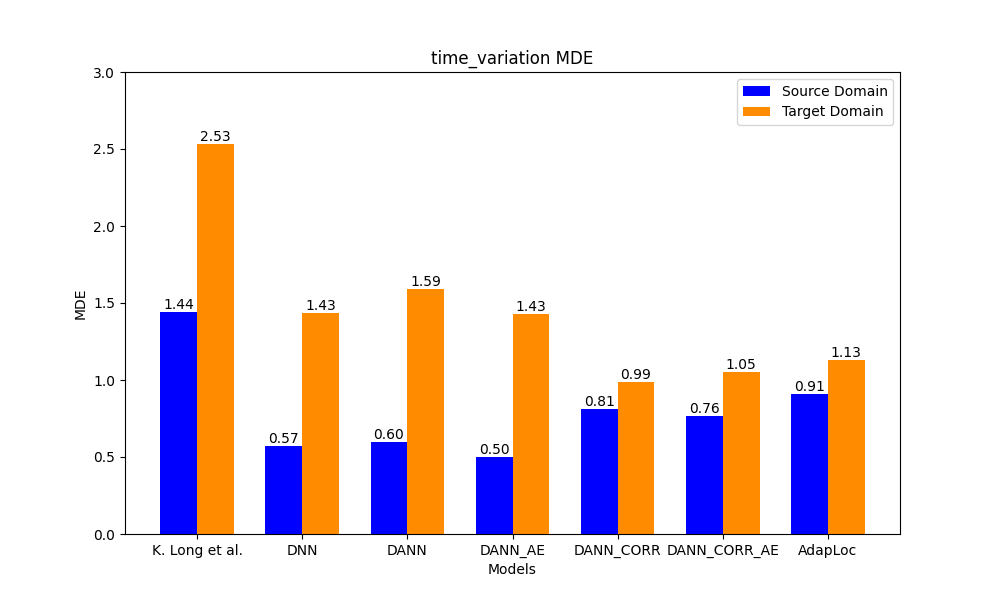 time_variation MDE
Source Domain
Target Domain
MDE
3.0
2.5
2.0
1.5
1.0
0.5
0.0
1.44
2.53
0.57
1.43
0.60
1.59
0.50
1.43
0.81
0.99
0.76
1.05
0.91
1.13
K. Long et al.
DNN
DANN
DANN_AE
DANN_CORR
DANN_CORR_AE
AdapLoc
Models